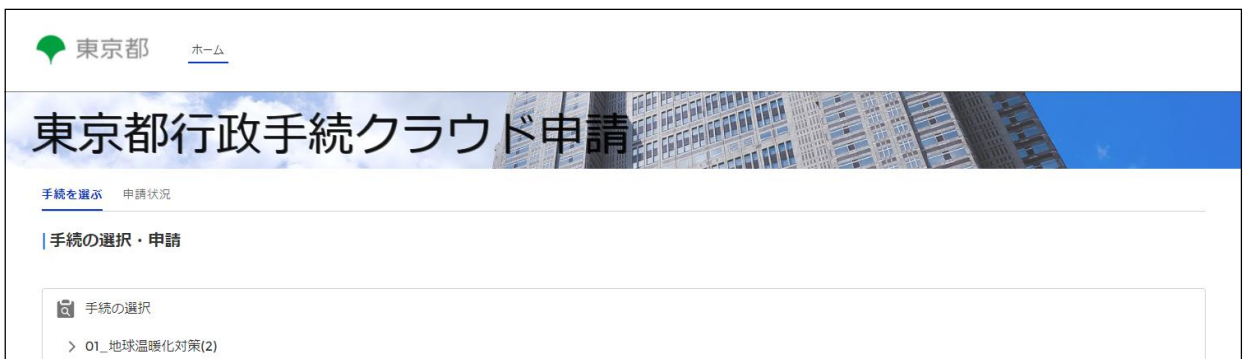 東京都 ホーム
東京都行政手続クラウド申請
手続を選ぶ 申請状況
手続の選択・申請
手続の選択
01_地球温暖化対策(2)